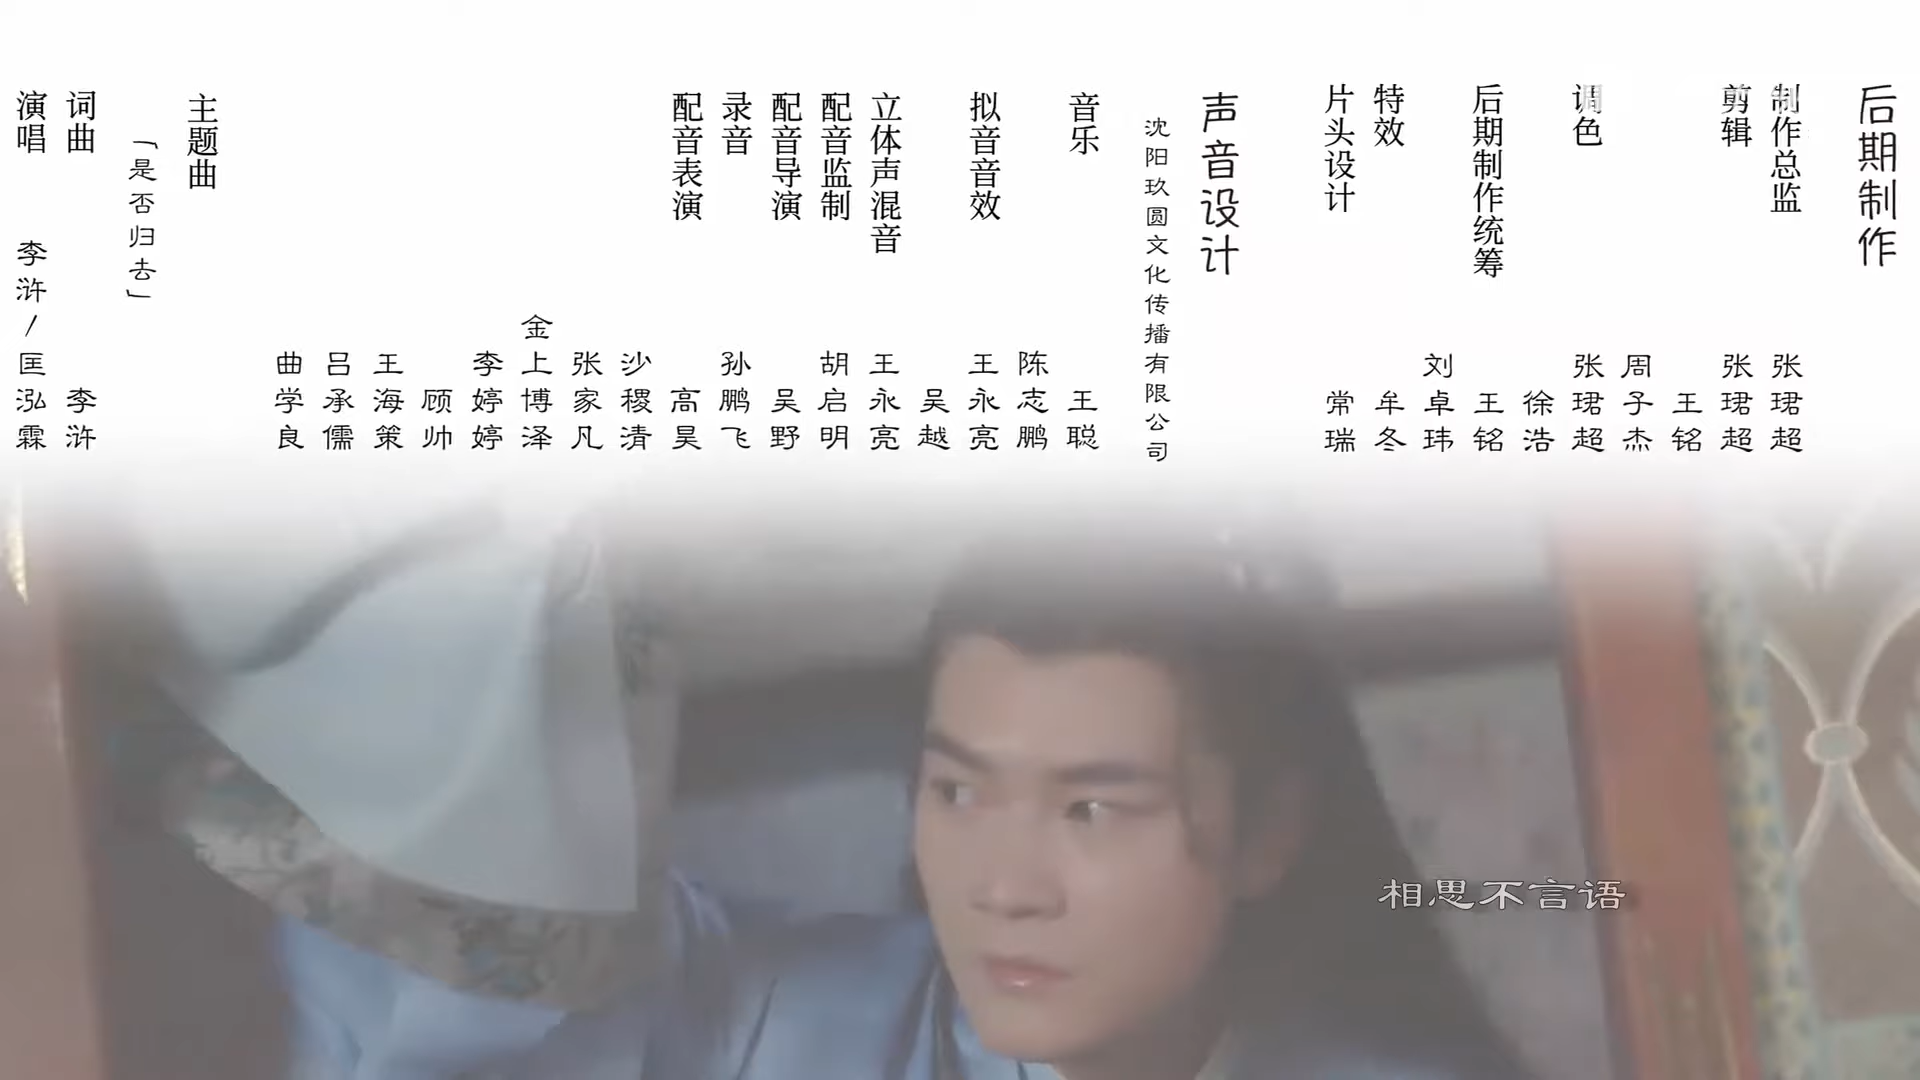 后期制作
制作总监
张珺超
剪辑
张珺超
王铭
周子杰
调色
张珺超
徐浩
后期制作统筹
王铭
刘卓玮
特效
牟冬
片头设计
常瑞
声音设计
沈阳玖圆文化传播有限公司
音乐
王聪
陈志鹏
拟音音效
王永亮
吴越
立体声混音
王永亮
配音监制
胡启明
配音导演
吴野
录音
孙鹏飞
配音表演
高昊
沙稷清
张家凡
金上博泽
李婷婷
顾帅
王海策
吕承儒
曲学良
主题曲
「是否归去」
词曲
李浒
演唱
李浒/匡泓霖
相思不言语